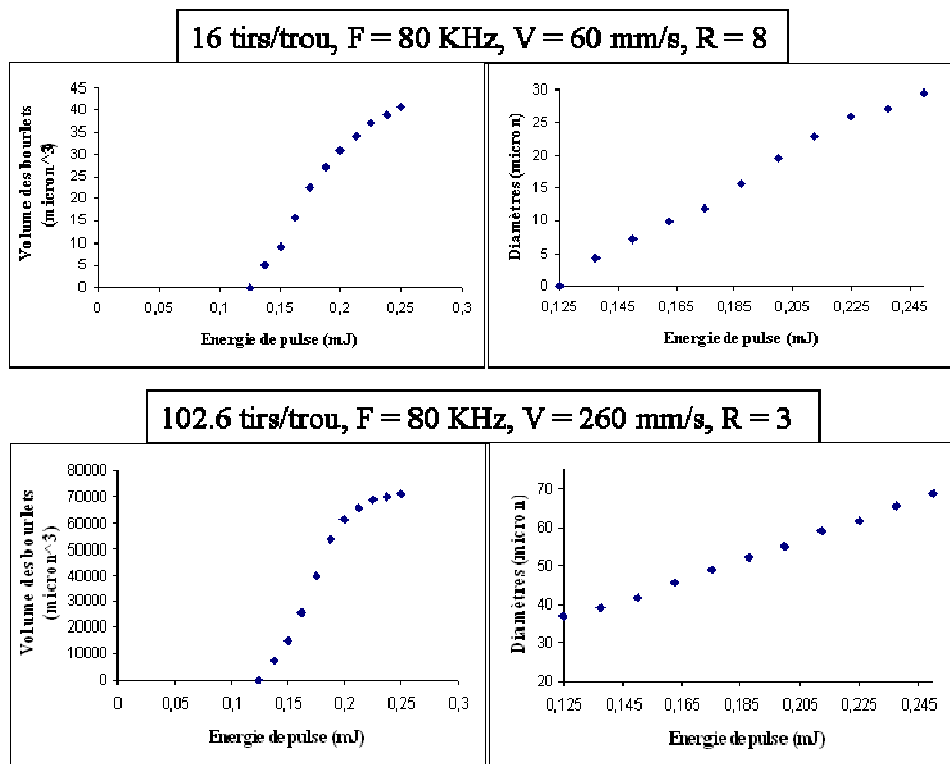 16 tirs/trou, F = 80 KHz, V = 60 mm/s, R = 8
Volume des bourlets
(micron^3)
45
40
35
30
25
20
15
10
5
0
0 0,05 0,1 0,15 0,2 0,25 0,3
Energie de pulse (mJ)
Diamètres (micron)
30
25
20
15
10
5
0
0,125 0,145 0,165 0,185 0,205 0,225 0,245
Energie de pulse (mJ)
102.6 tirs/trou, F = 80 KHz, V = 260 mm/s, R = 3
Volume des bourlets
(micron^3)
80000
70000
60000
50000
40000
30000
20000
10000
0
0 0,05 0,1 0,15 0,2 0,25 0,3
Energie de pulse (mJ)
Diamètres (micron)
70
60
50
40
30
20
0,125 0,145 0,165 0,185 0,205 0,225 0,245
Energie de pulse (mJ)